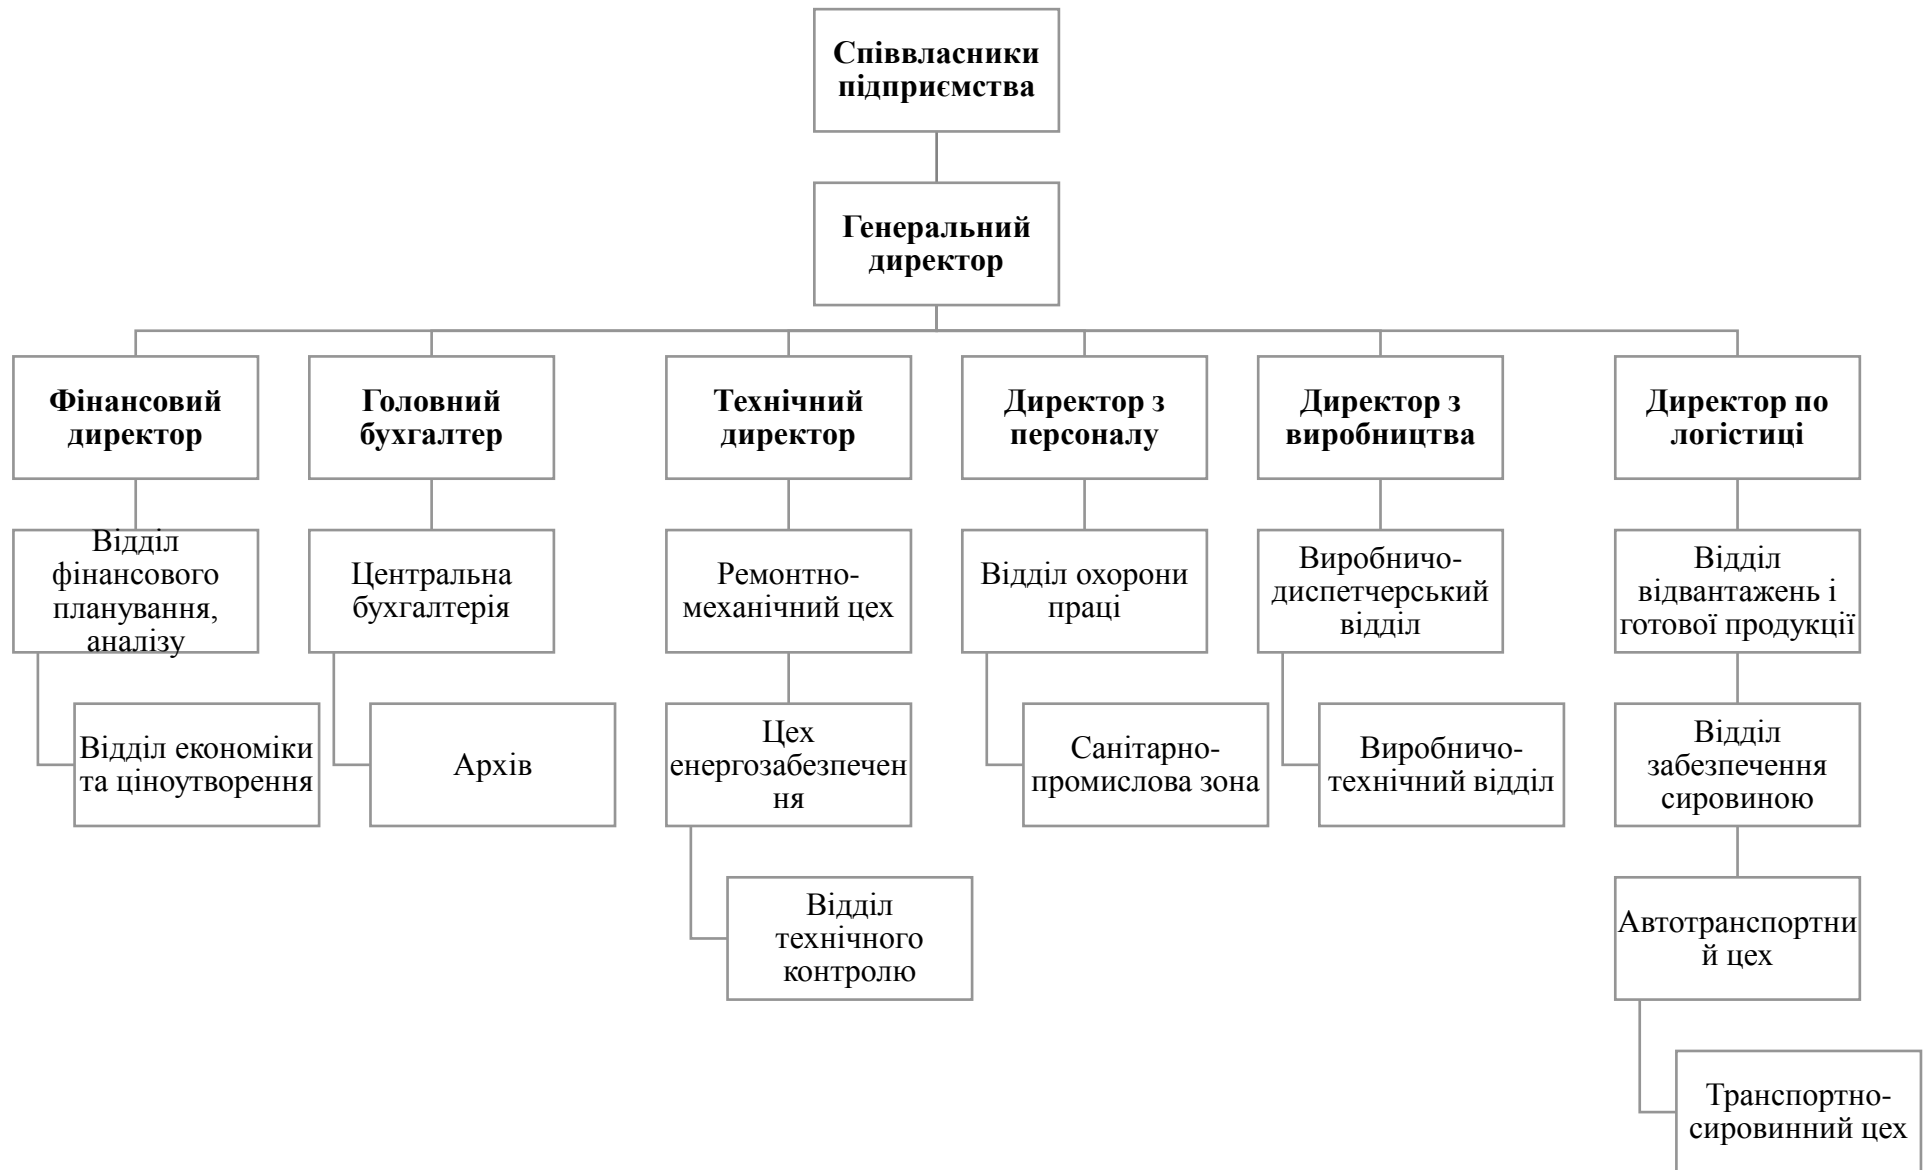 Співвласники
підприємства
Генеральний
директор
Фінансовий
директор
Головний
бухгалтер
Технічний
директор
Директор з
персоналу
Директор з
виробництва
Директор по
логістиці
Відділ
фінансового
планування,
аналізу
Центральна
бухгалтерія
Ремонтно-
механічний цех
Відділ охорони
праці
Виробничо-
диспетчерський
відділ
Відділ
відвантажень і
готової продукції
Відділ економіки
та ціноутворення
Архів
Цех
енергозабезпечен
ня
Санітарно-
промислова зона
Виробничо-
технічний відділ
Відділ
забезпечення
сировиною
Відділ
технічного
контролю
Автотранспортни
й цех
Транспортно-
сировинний цех